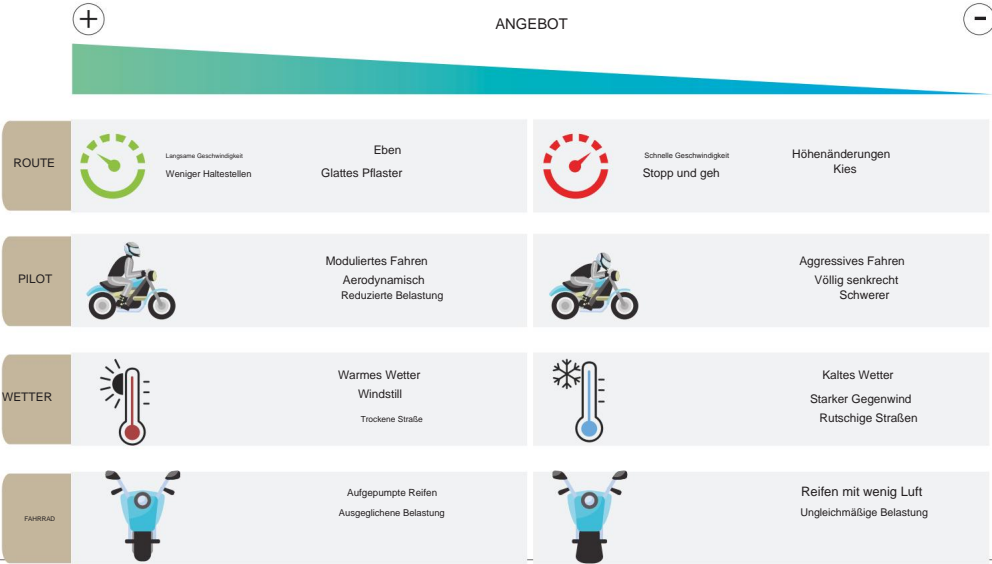 +
ANGEBOT
-
ROUTE
Langsame Geschwindigkeit
Weniger Haltestellen
Eben
Glattes Pflaster
Schnelle Geschwindigkeit
Stopp und geh
Höhenänderungen
Kies
PILOT
Moduliertes Fahren
Aerodynamisch
Reduzierte Belastung
Aggressives Fahren
Völlig senkrecht
Schwerer
WETTER
Warmes Wetter
Windstill
Trockene Straße
Kaltes Wetter
Starker Gegenwind
Rutschige Straßen
FAHRRAD
Aufgepumpte Reifen
Ausgeglichene Belastung
Reifen mit wenig Luft
Ungleichmäßige Belastung